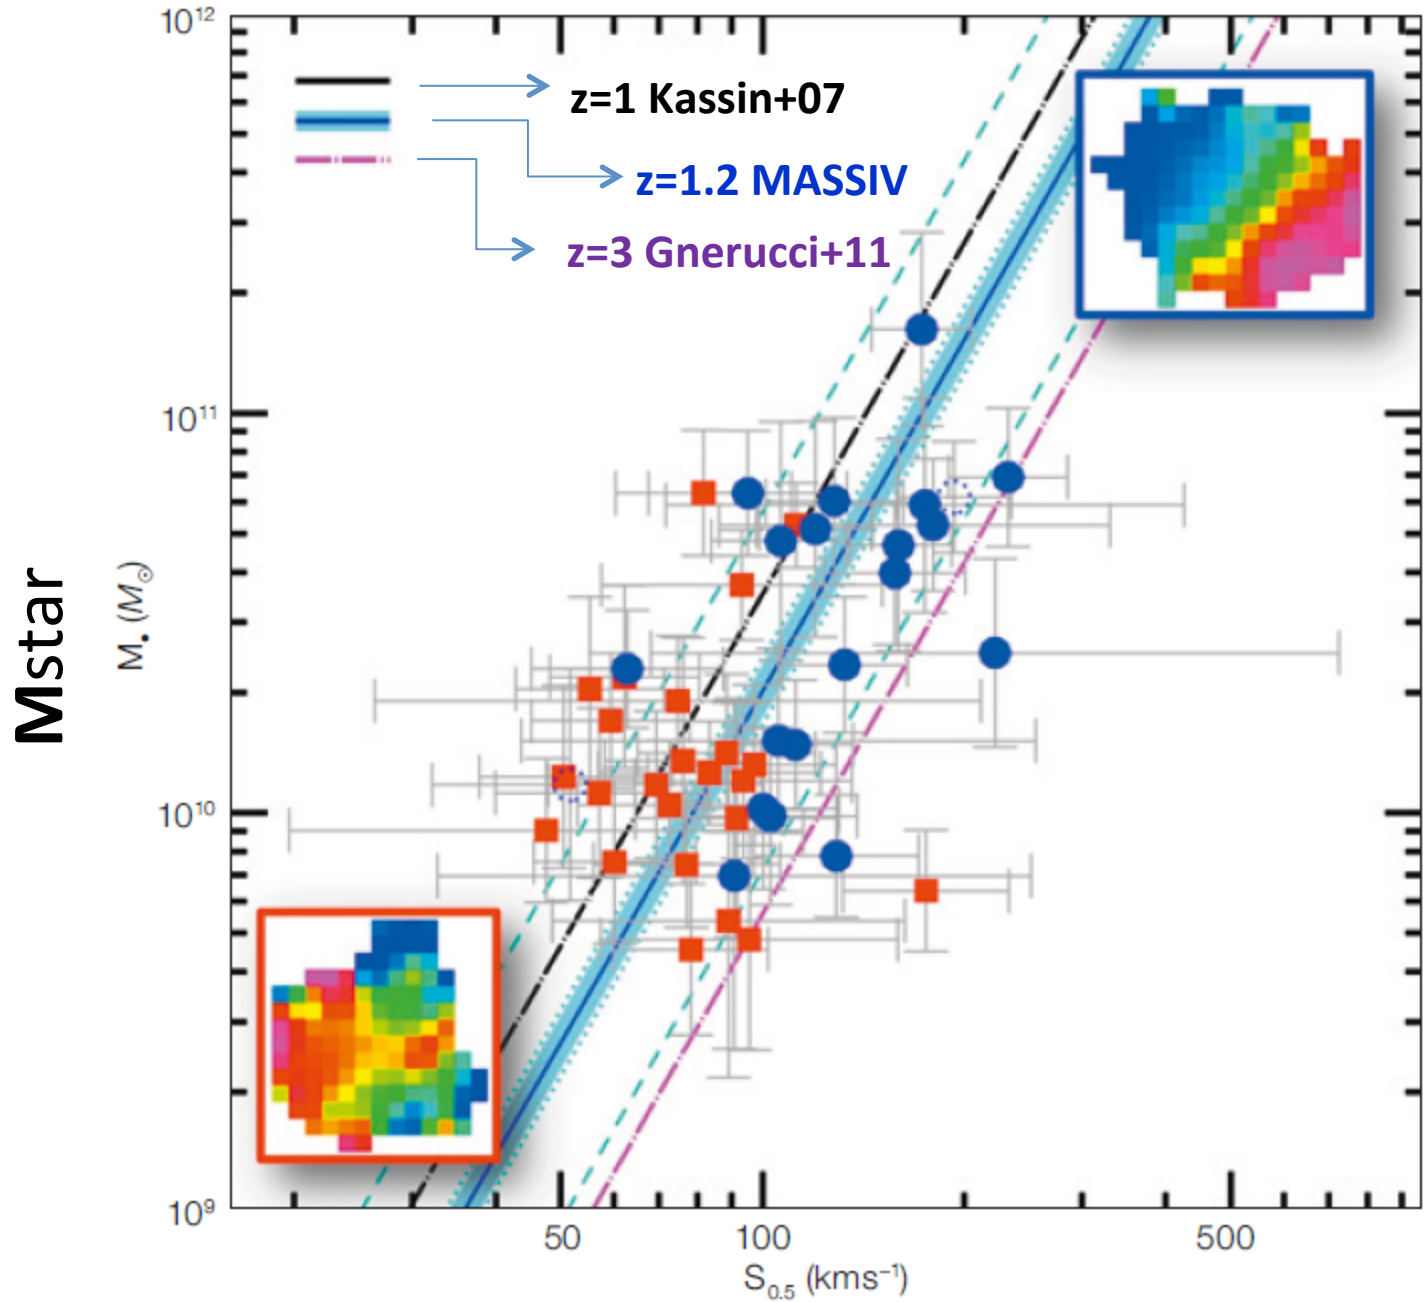 10¹²
z=1 Kassin+07
z=1.2 MASSIV
z=3 Gnerucci+11
10¹¹
Mstar
M⋆ (M☉)
10¹⁰
10⁹
50 100 500
S₀.₅ (kms⁻¹)